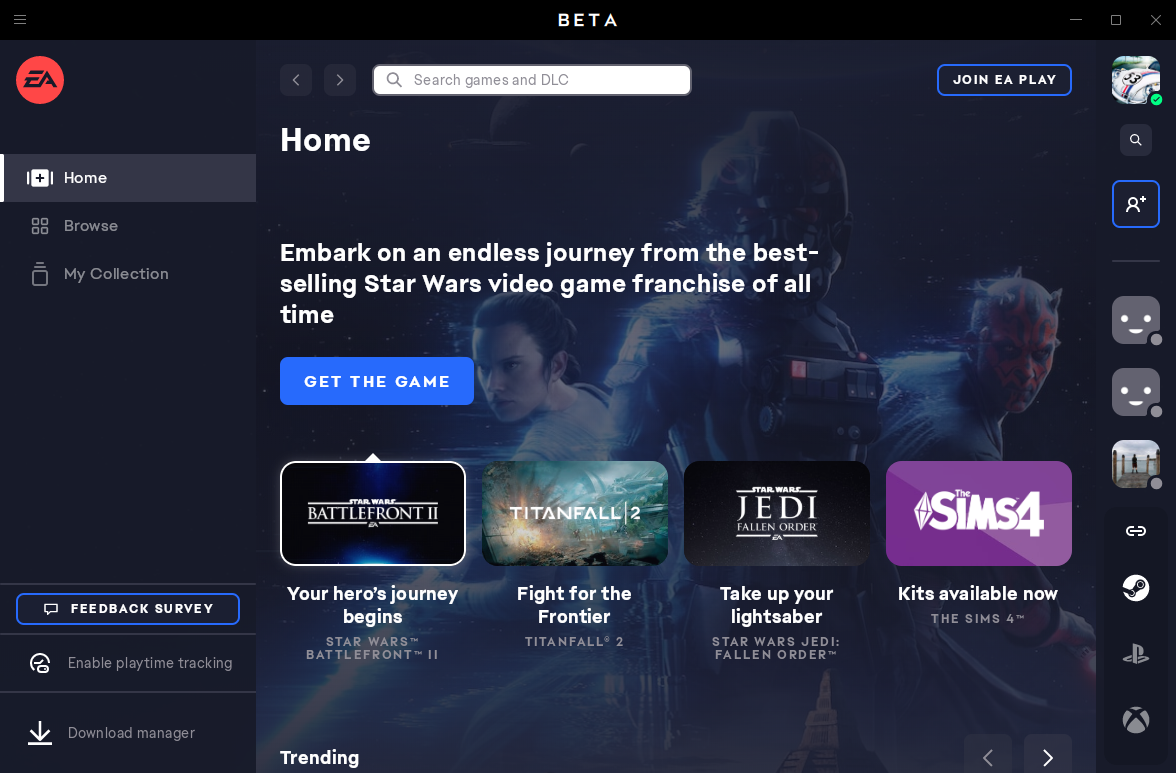 BETA
EA
Search games and DLC
JOIN EA PLAY
33
Home
Home
Browse
My Collection
Embark on an endless journey from the best-
selling Star Wars video game franchise of all
time
GET THE GAME
STAR WARS
BATTLEFRONT II
EA
TITANFALL|2
STAR WARS
JEDI
FALLEN ORDER
EA
The
SIMS4
Your hero’s journey
begins
STAR WARS™
BATTLEFRONT™ II
Fight for the
Frontier
TITANFALL® 2
Take up your
lightsaber
STAR WARS JEDI:
FALLEN ORDER™
Kits available now
THE SIMS 4™
FEEDBACK SURVEY
Enable playtime tracking
Download manager
Trending